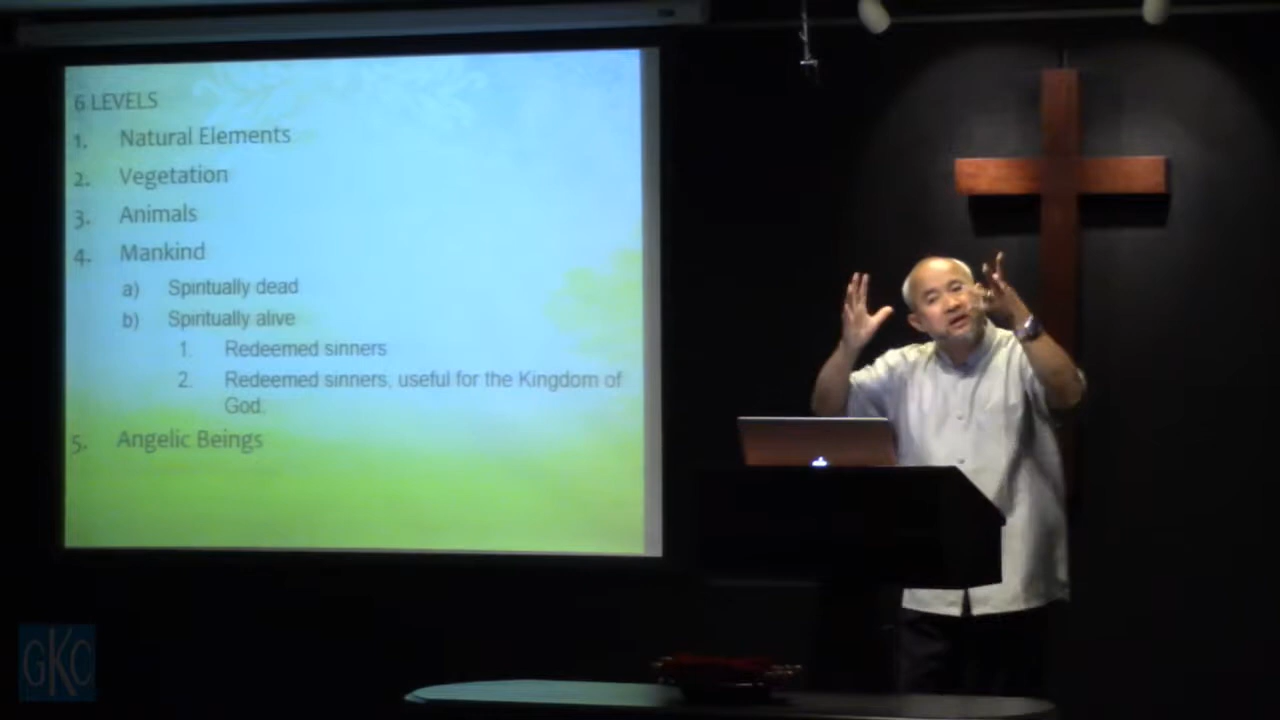 6 LEVELS
1. Natural Elements
2. Vegetation
3. Animals
4. Mankind
a) Spiritually dead
b) Spiritually alive
1. Redeemed sinners
2. Redeemed sinners, useful for the Kingdom of
God.
5. Angelic Beings
GKC